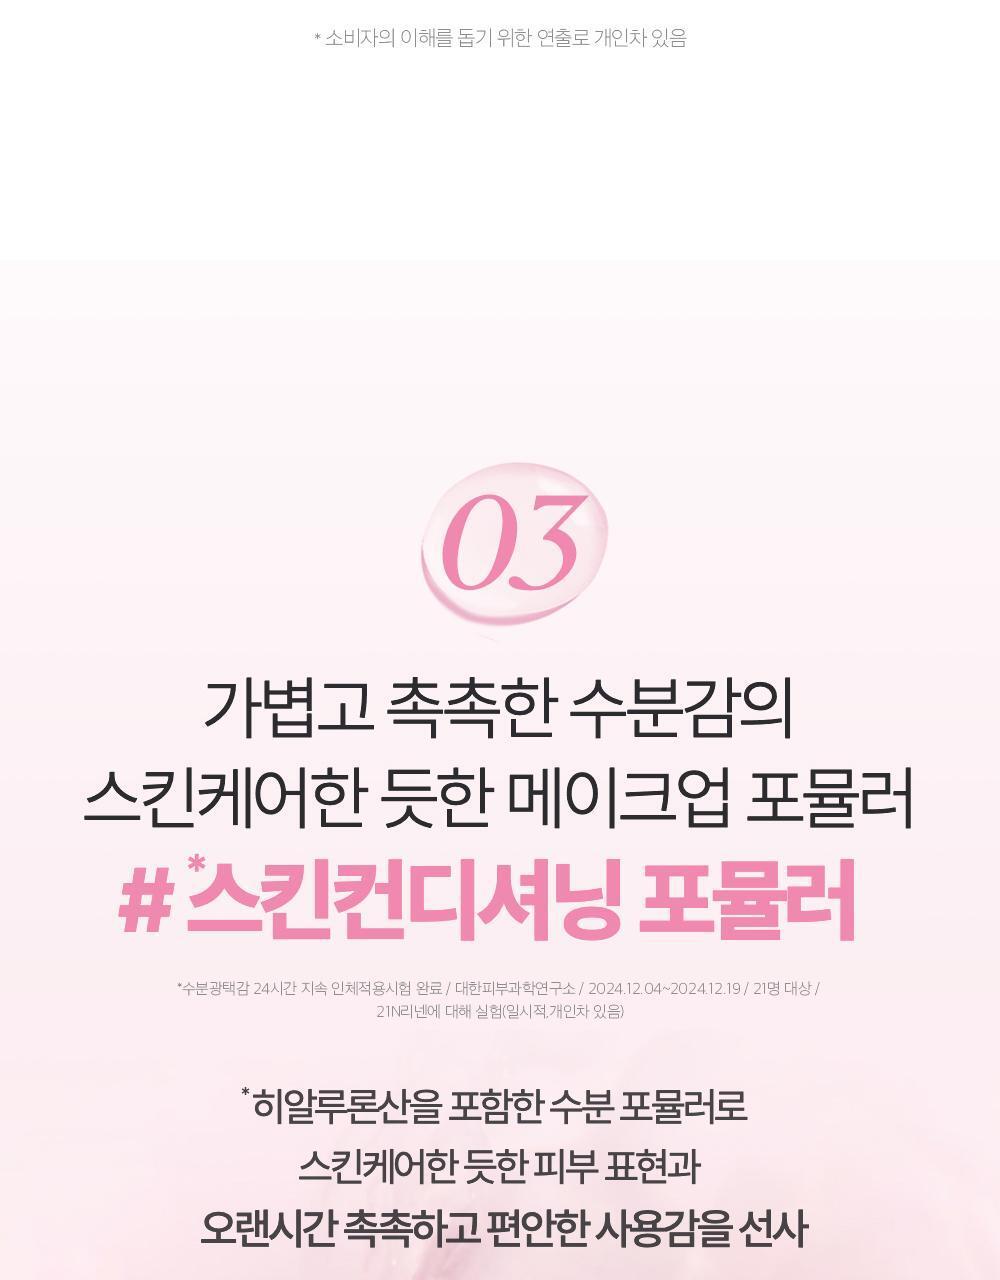 * 소비자의 이해를 돕기 위한 연출로 개인차 있음
03
가볍고 촉촉한 수분감의
스킨케어한 듯한 메이크업 포뮬러
#*스킨컨디셔닝 포뮬러
*수분광택감 24시간 지속 인체적용시험 완료 / 대한피부과학연구소 / 2024.12.04~2024.12.19 / 21명 대상 /
21N리넨에 대해 실험(일시적,개인차 있음)
*히알루론산을 포함한 수분 포뮬러로
스킨케어한 듯한 피부 표현과
오랜시간 촉촉하고 편안한 사용감을 선사